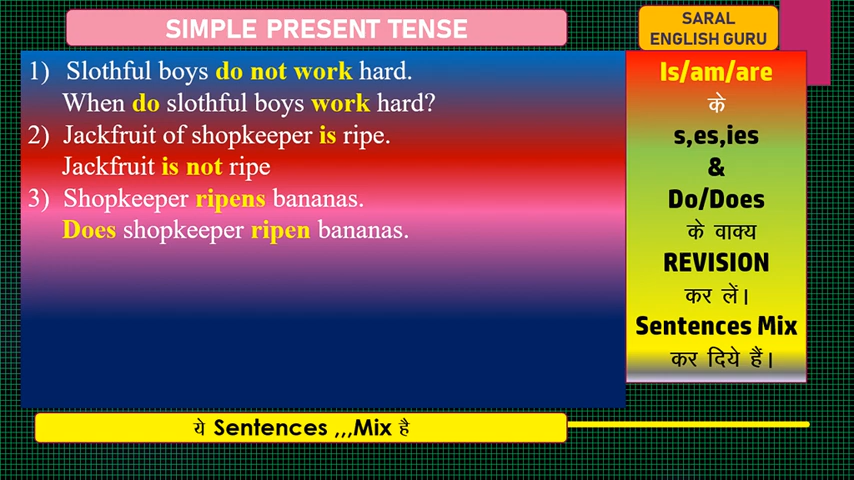 SIMPLE PRESENT TENSE
SARAL
ENGLISH GURU
1) Slothful boys do not work hard.
When do slothful boys work hard?
2) Jackfruit of shopkeeper is ripe.
Jackfruit is not ripe
3) Shopkeeper ripens bananas.
Does shopkeeper ripen bananas.
Is/am/are
के
s,es,ies
&
Do/Does
के वाक्य
REVISION
कर लें।
Sentences Mix
कर दिये हैं।
ये Sentences ,,,Mix है